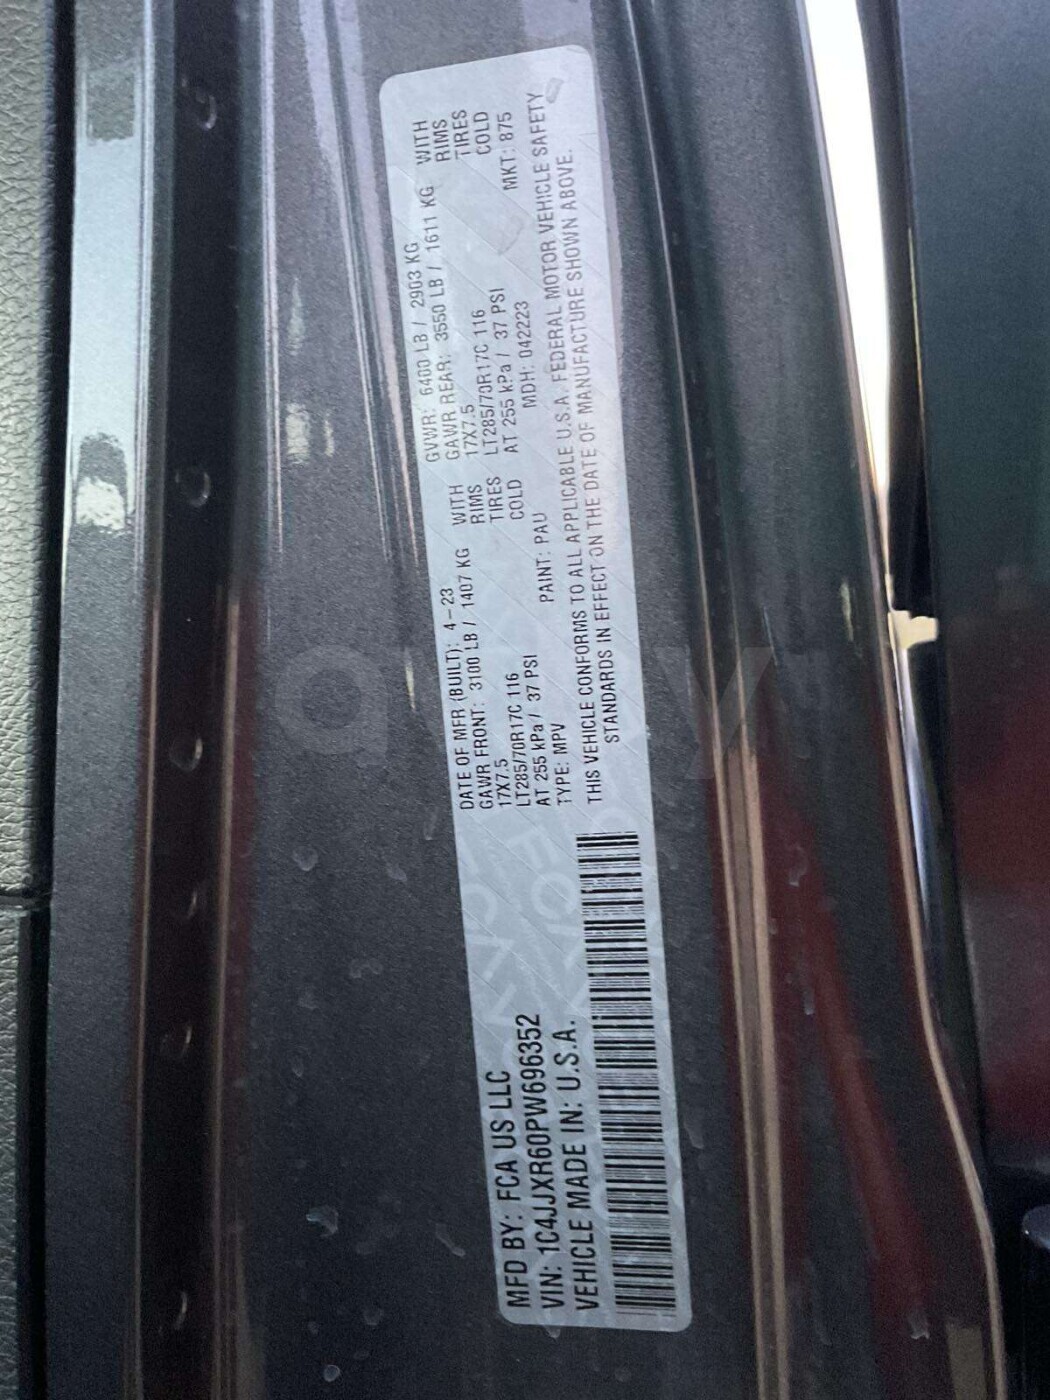 MFD BY: FCA US LLC
VIN: 1C4JJXR60PW696352
VEHICLE MADE IN: U.S.A.
DATE OF MFR (BUILT): 4-23 GVWR: 6400 LB / 2903 KG
GAWR FRONT: 3100 LB / 1407 KG WITH GAWR REAR: 3550 LB / 1611 KG WITH
17X7.5 RIMS 17X7.5 RIMS
LT285/70R17C 116 TIRES LT285/70R17C 116 TIRES
AT 255 kPa / 37 PSI COLD AT 255 kPa / 37 PSI COLD
TYPE: MPV PAINT: PAU MDH: 042223 MKT: 875
THIS VEHICLE CONFORMS TO ALL APPLICABLE U.S.A. FEDERAL MOTOR VEHICLE SAFETY
STANDARDS IN EFFECT ON THE DATE OF MANUFACTURE SHOWN ABOVE.